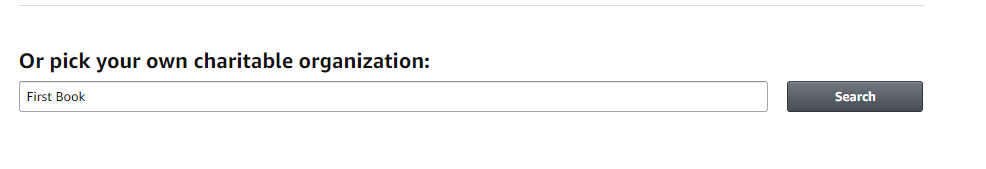 Or pick your own charitable organization:
First Book
Search